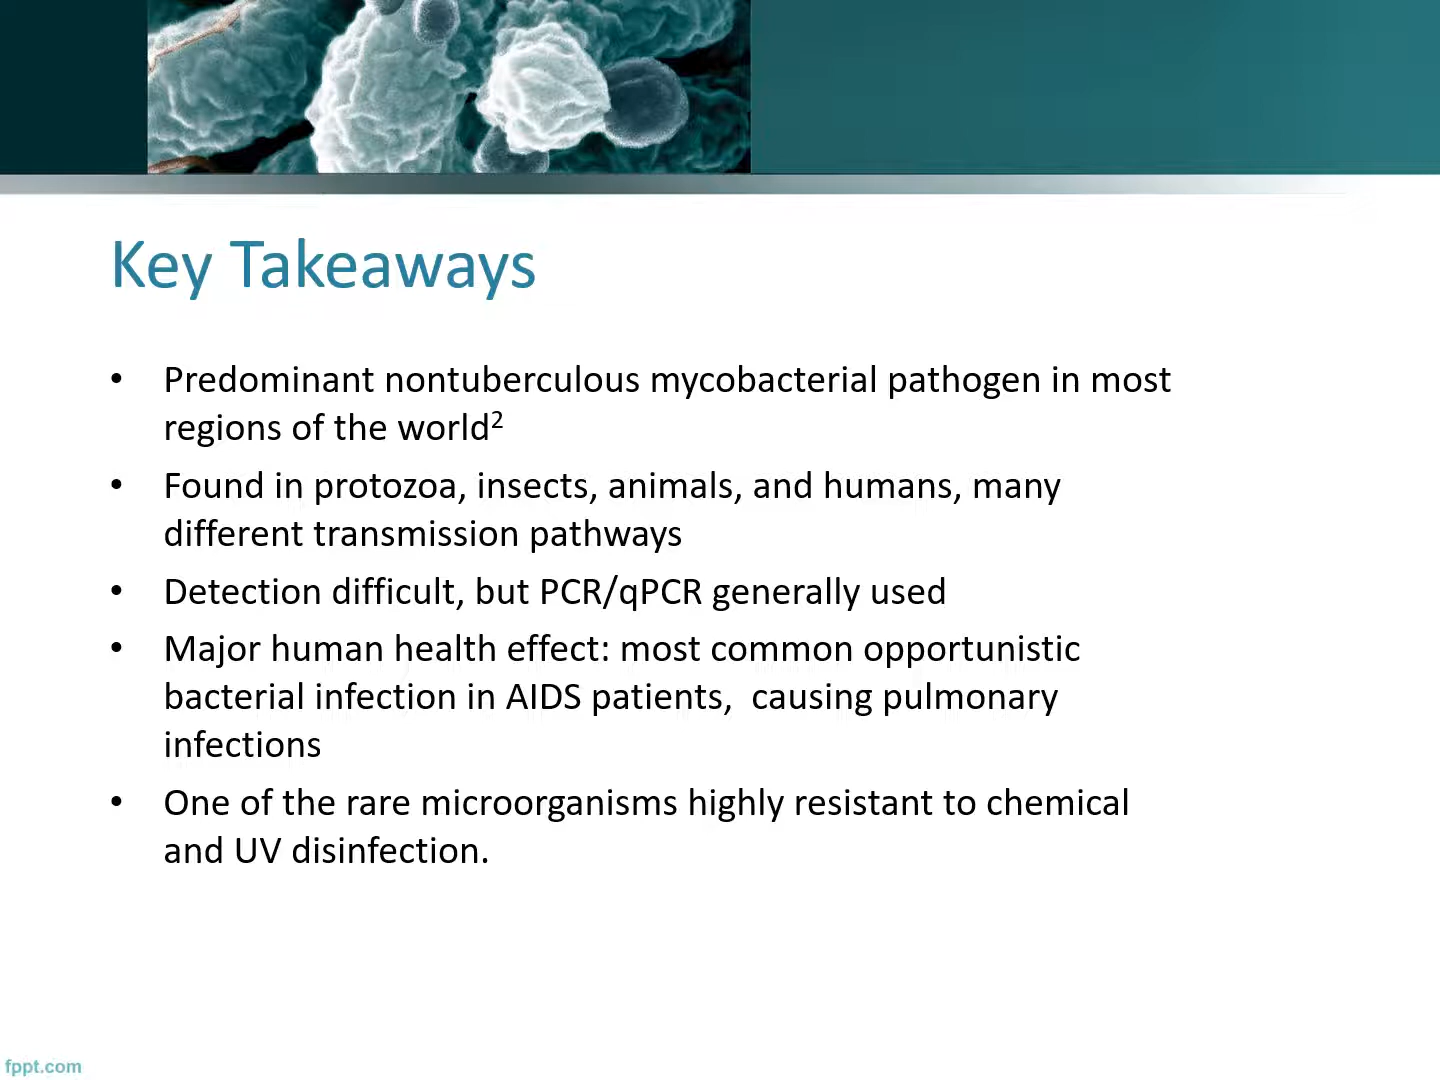 Key Takeaways
• Predominant nontuberculous mycobacterial pathogen in most
regions of the world²
• Found in protozoa, insects, animals, and humans, many
different transmission pathways
• Detection difficult, but PCR/qPCR generally used
• Major human health effect: most common opportunistic
bacterial infection in AIDS patients,  causing pulmonary
infections
• One of the rare microorganisms highly resistant to chemical
and UV disinfection.
fppt.com